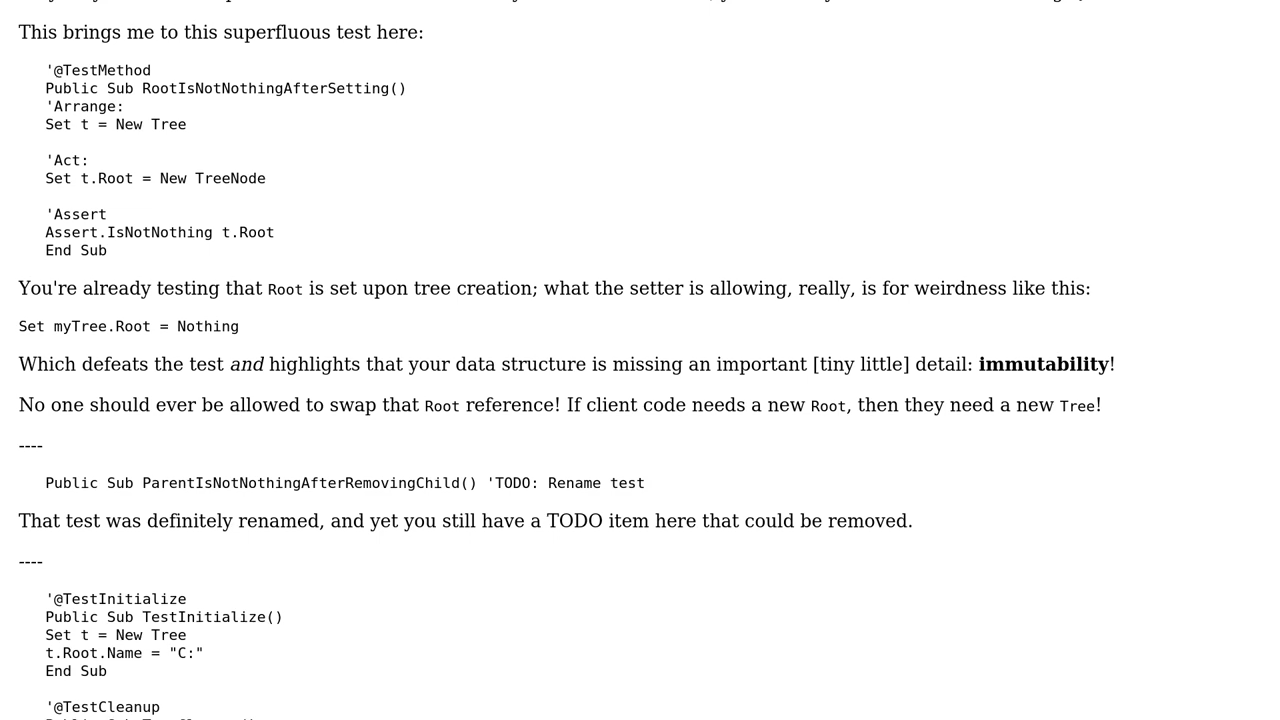 This brings me to this superfluous test here:
'@TestMethod
Public Sub RootIsNotNothingAfterSetting()
'Arrange:
Set t = New Tree
'Act:
Set t.Root = New TreeNode
'Assert
Assert.IsNotNothing t.Root
End Sub
You're already testing that Root is set upon tree creation; what the setter is allowing, really, is for weirdness like this:
Set myTree.Root = Nothing
Which defeats the test and highlights that your data structure is missing an important [tiny little] detail: immutability!
No one should ever be allowed to swap that Root reference! If client code needs a new Root, then they need a new Tree!
----
Public Sub ParentIsNotNothingAfterRemovingChild() 'TODO: Rename test
That test was definitely renamed, and yet you still have a TODO item here that could be removed.
----
'@TestInitialize
Public Sub TestInitialize()
Set t = New Tree
t.Root.Name = "C:"
End Sub
'@TestCleanup